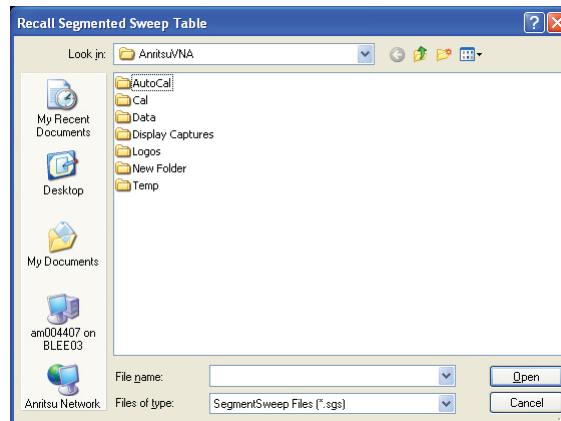 Recall Segmented Sweep Table
Look in:
AnritsuVNA
AutoCal
Cal
Data
Display Captures
Logos
New Folder
Temp
My Recent
Documents
Desktop
My Documents
am004407 on
BLEE03
Anritsu Network
File name:
Open
Files of type:
SegmentSweep Files (*.sgs)
Cancel